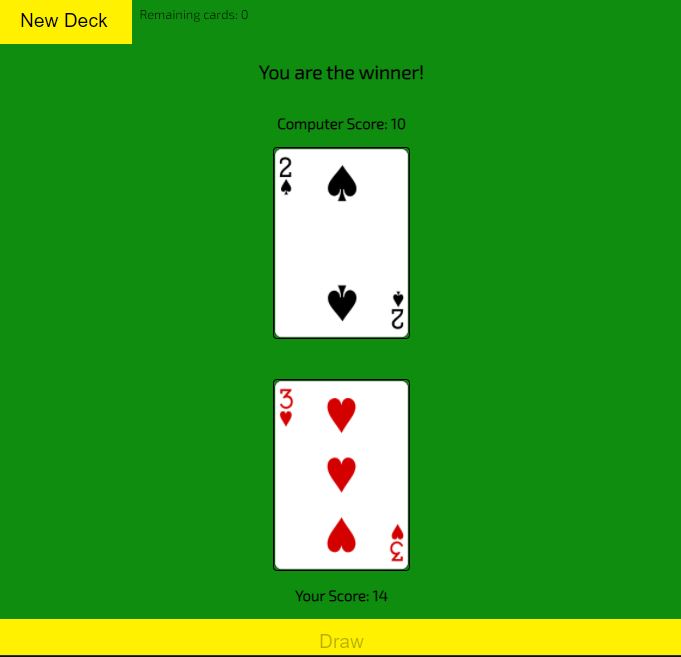 New Deck
Remaining cards: 0
You are the winner!
Computer Score: 10
2
2
3
3
Your Score: 14
Draw